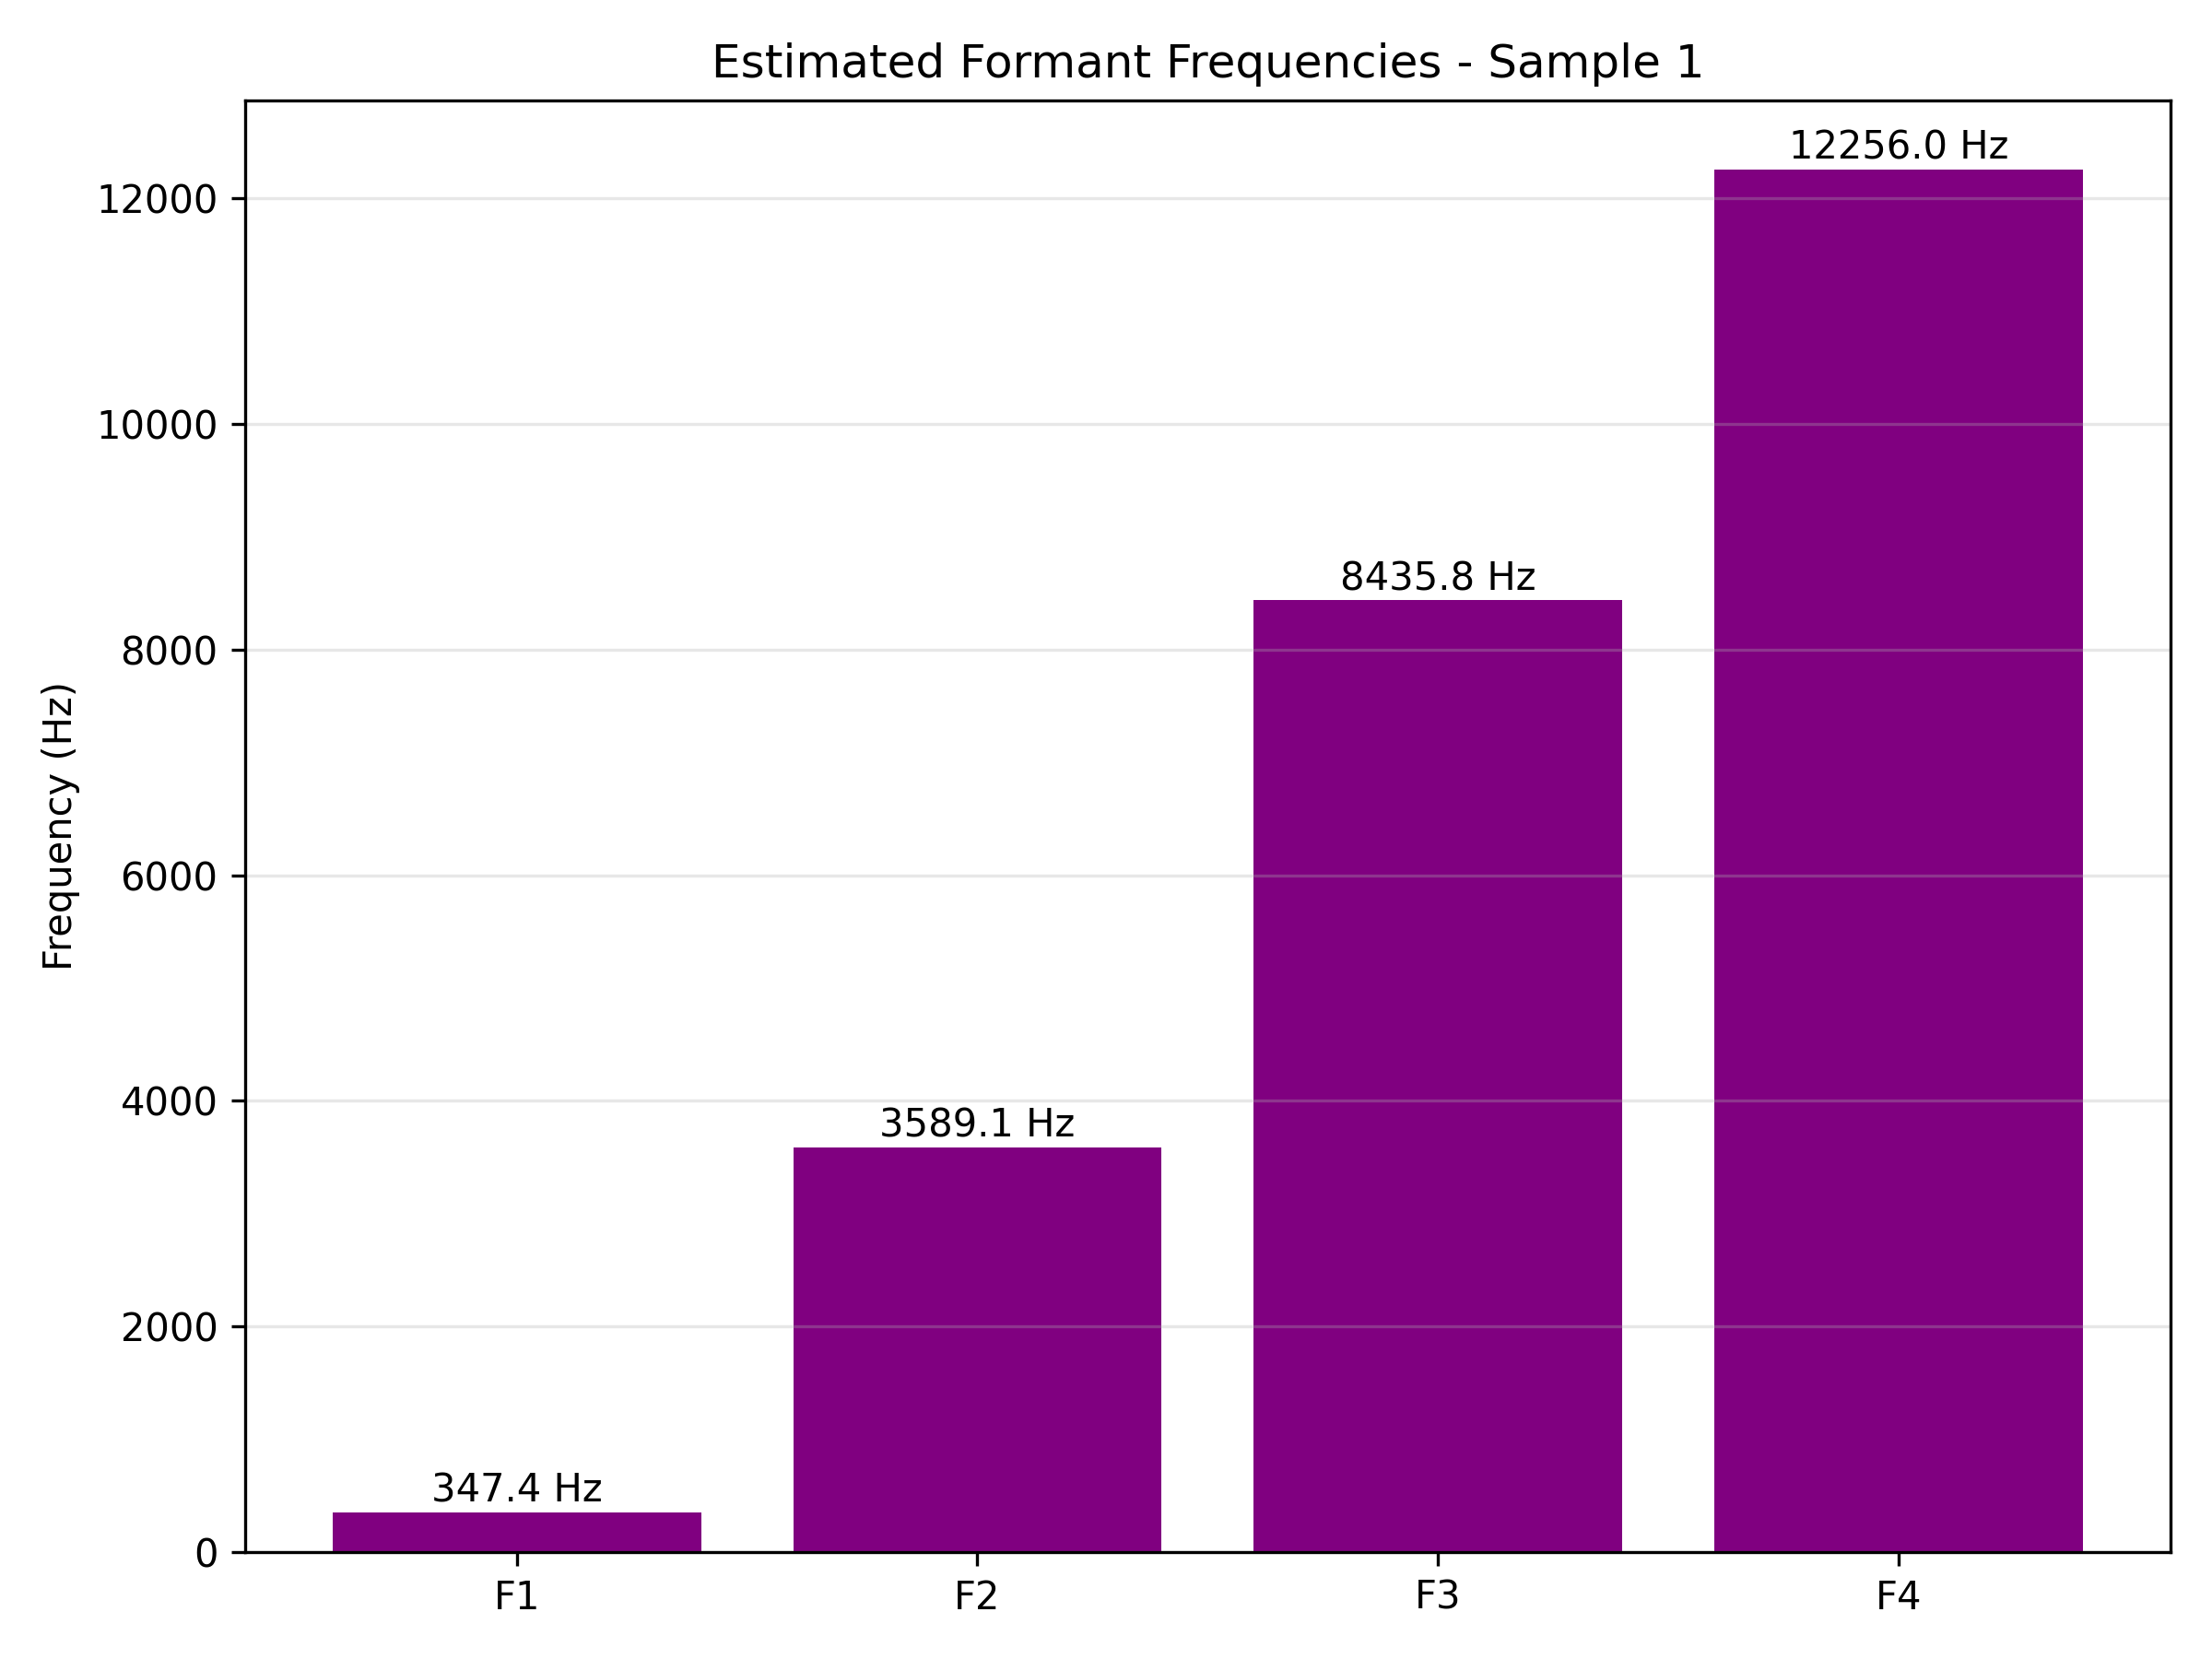 Estimated Formant Frequencies - Sample 1
12256.0 Hz
12000
10000
8435.8 Hz
8000
Frequency (Hz)
6000
4000
3589.1 Hz
2000
347.4 Hz
0
F1 F2 F3 F4